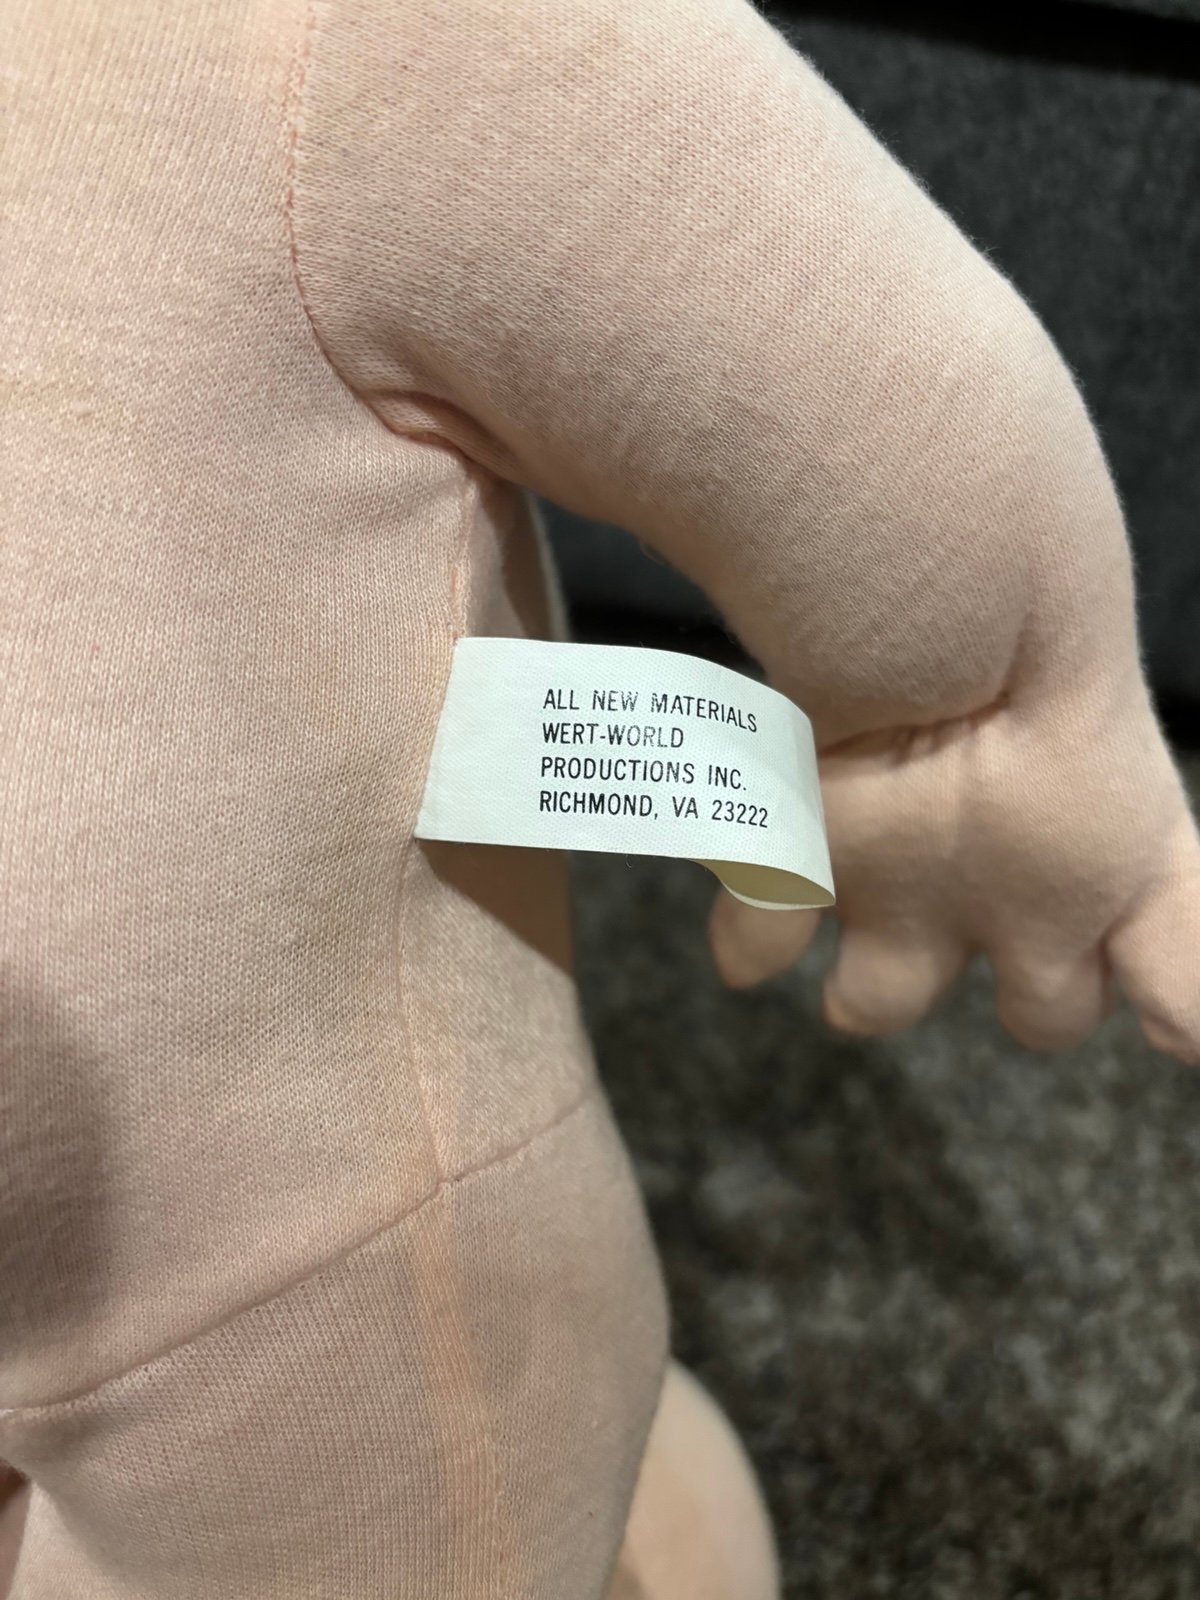 ALL NEW MATERIALS
WERT-WORLD
PRODUCTIONS INC.
RICHMOND, VA 23222